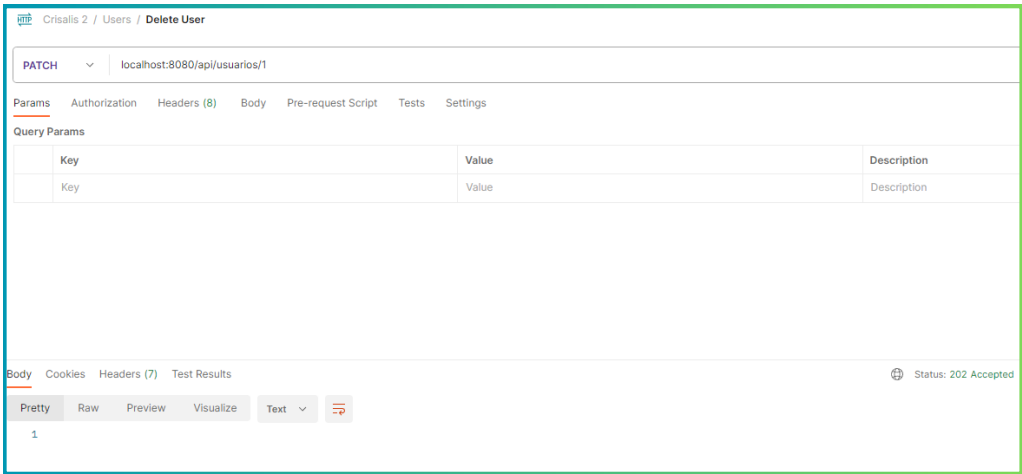 HTTP Crisalis 2 / Users / Delete User
PATCH localhost:8080/api/usuarios/1
Params Authorization Headers (8) Body Pre-request Script Tests Settings
Query Params
Key Value Description
Key Value Description
Body Cookies Headers (7) Test Results Status: 202 Accepted
Pretty Raw Preview Visualize Text
1